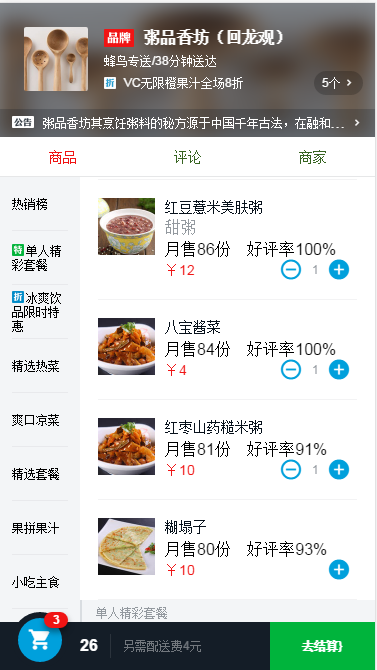 品牌 粥品香坊（回龙观）
蜂鸟专送/38分钟送达
折 VC无限橙果汁全场8折
5个 >
公告 粥品香坊其烹饪粥料的秘方源于中国千年古法，在融和... >
商品 评论 商家
热销榜
特单人精彩套餐
折冰爽饮品限时特惠
精选热菜
爽口凉菜
精选套餐
果拼果汁
小吃主食
红豆薏米美肤粥
甜粥
月售86份 好评率100%
￥12
1
八宝酱菜
月售84份 好评率100%
￥4
红枣山药糙米粥
月售81份 好评率91%
￥10
1
糊塌子
月售80份 好评率93%
￥10
单人精彩套餐
3
26
另需配送费4元
去结算}